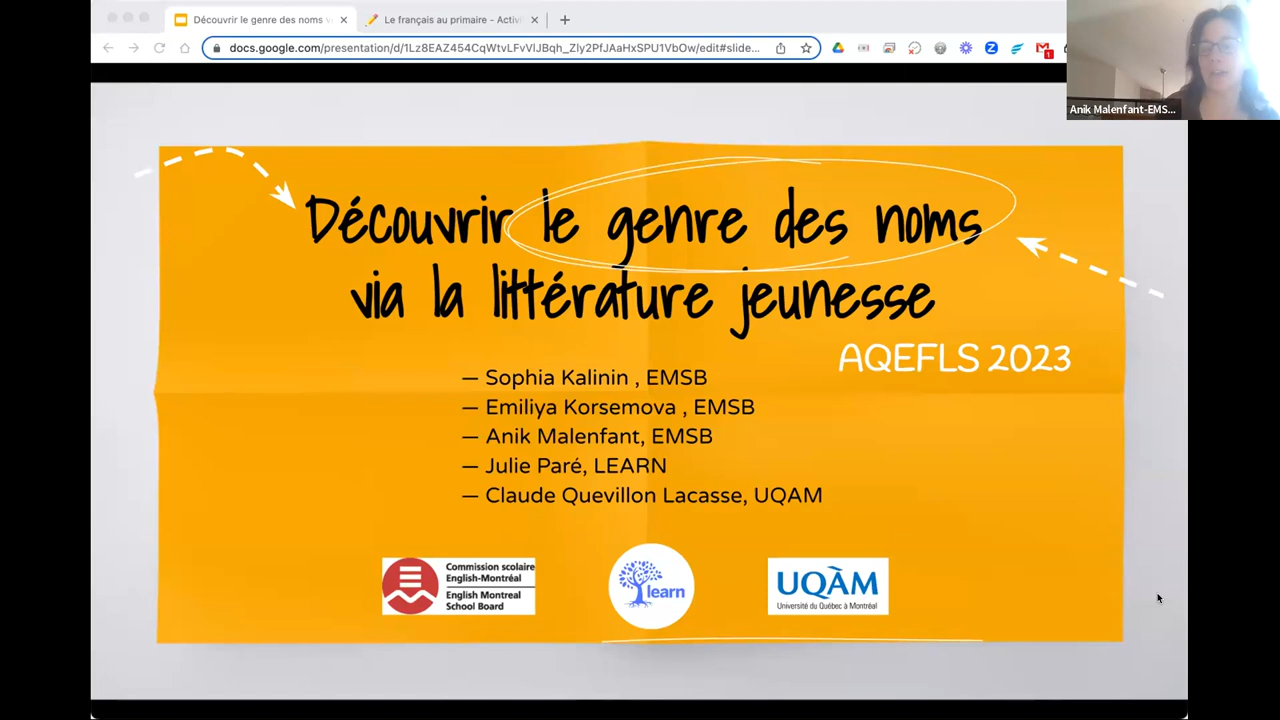 Découvrir le genre des noms v
Le français au primaire - Activi
docs.google.com/presentation/d/1Lz8EAZ454CqWtvLFvVlJBqh_Zly2PfJAaHxSPU1VbOw/edit#slide...
1
Anik Malenfant-EMS...
Découvrir le genre des noms
via la littérature jeunesse
AQEFLS 2023
— Sophia Kalinin , EMSB
— Emiliya Korsemova , EMSB
— Anik Malenfant, EMSB
— Julie Paré, LEARN
— Claude Quevillon Lacasse, UQAM
Commission scolaire
English-Montréal
English Montreal
School Board
learn
UQÀM
Université du Québec à Montréal